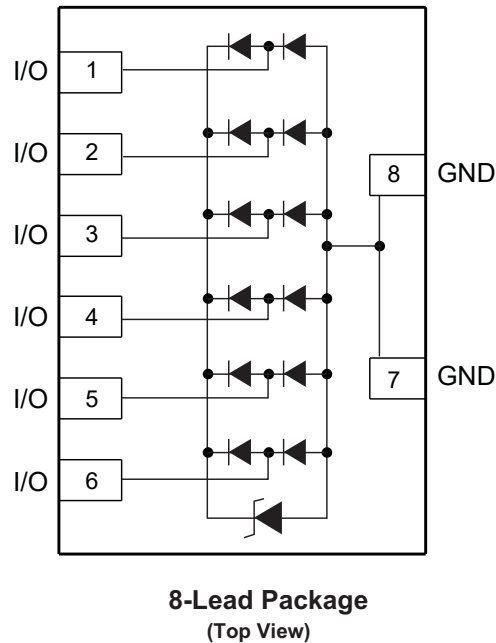 I/O 1
I/O 2
8 GND
I/O 3
I/O 4
7 GND
I/O 5
I/O 6
8-Lead Package
(Top View)